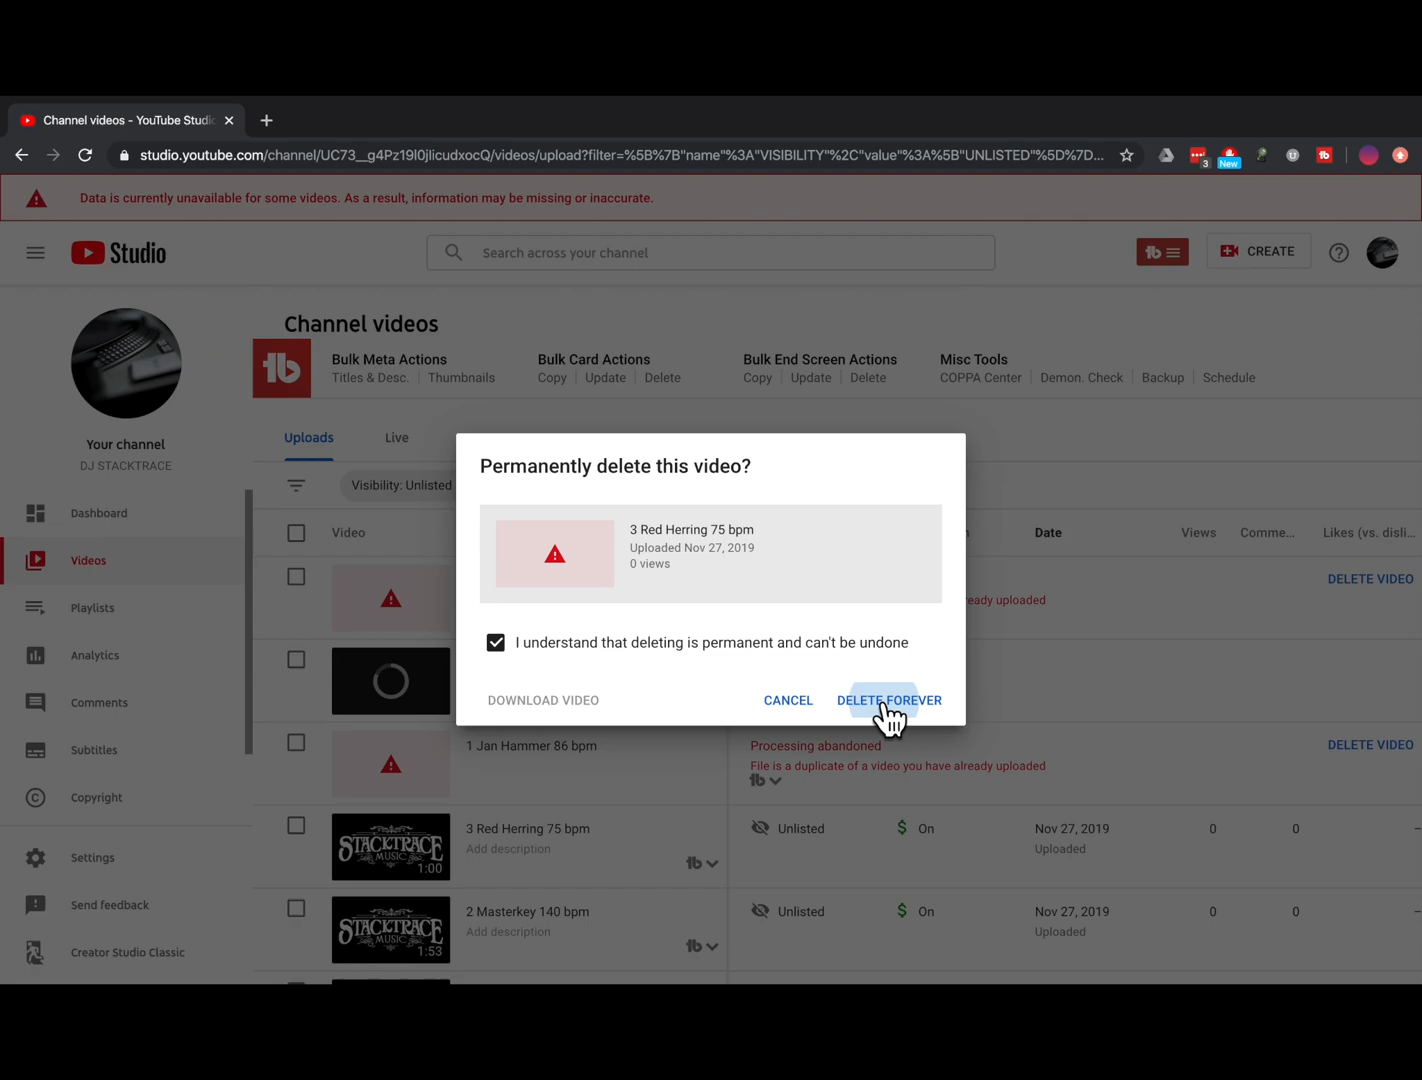 Channel videos - YouTube Studi
studio.youtube.com/channel/UC73__g4Pz19l0jlicudxocQ/videos/upload?filter=%5B%7B"name"%3A"VISIBILITY"%2C"value"%3A%5B"UNLISTED"%5D%7D...
3
New
Data is currently unavailable for some videos. As a result, information may be missing or inaccurate.
Studio
Search across your channel
CREATE
Channel videos
Bulk Meta Actions
Titles & Desc.
Thumbnails
Bulk Card Actions
Copy
Update
Delete
Bulk End Screen Actions
Copy
Update
Delete
Misc Tools
COPPA Center
Demon. Check
Backup
Schedule
Your channel
DJ STACKTRACE
Dashboard
Videos
Playlists
Analytics
Comments
Subtitles
Copyright
Settings
Send feedback
Creator Studio Classic
Uploads
Live
Visibility: Unlisted
Video
Date
Views
Comme...
Likes (vs. disli...
Permanently delete this video?
3 Red Herring 75 bpm
Uploaded Nov 27, 2019
0 views
I understand that deleting is permanent and can't be undone
DOWNLOAD VIDEO
CANCEL
DELETE FOREVER
DELETE VIDEO
eady uploaded
1 Jan Hammer 86 bpm
Processing abandoned
File is a duplicate of a video you have already uploaded
DELETE VIDEO
STACKTRACE
MUSIC
1:00
3 Red Herring 75 bpm
Add description
Unlisted
$
On
Nov 27, 2019
Uploaded
0
0
–
STACKTRACE
MUSIC
1:53
2 Masterkey 140 bpm
Add description
Unlisted
$
On
Nov 27, 2019
Uploaded
0
0
–